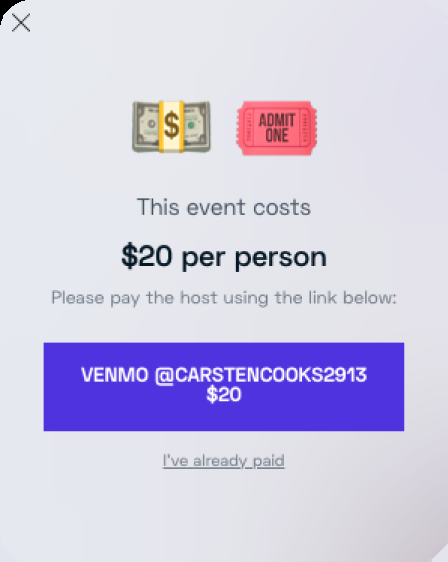 $
ADMIT
ONE
This event costs
$20 per person
Please pay the host using the link below:
VENMO @CARSTENCOOKS2913
$20
I've already paid